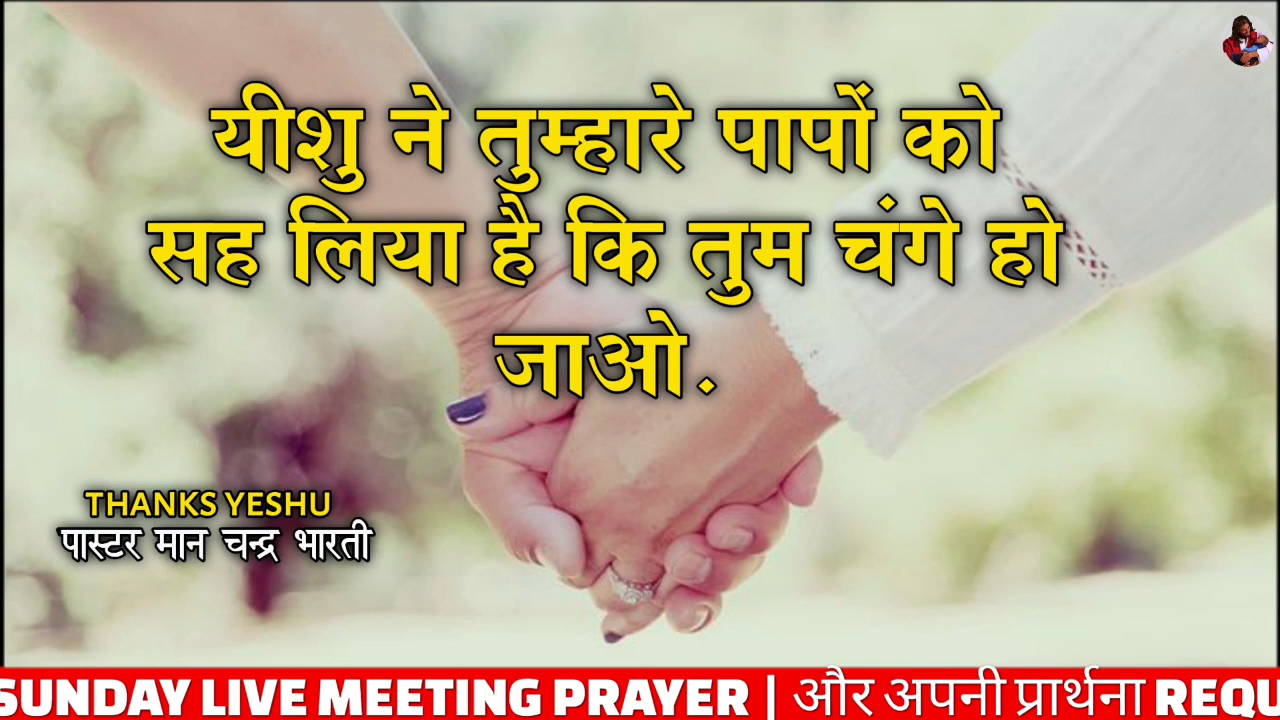 यीशु ने तुम्हारे पापों को
सह लिया है कि तुम चंगे हो
जाओ.
THANKS YESHU
पास्टर मान चन्द्र भारती
SUNDAY LIVE MEETING PRAYER | और अपनी प्रार्थना REQU